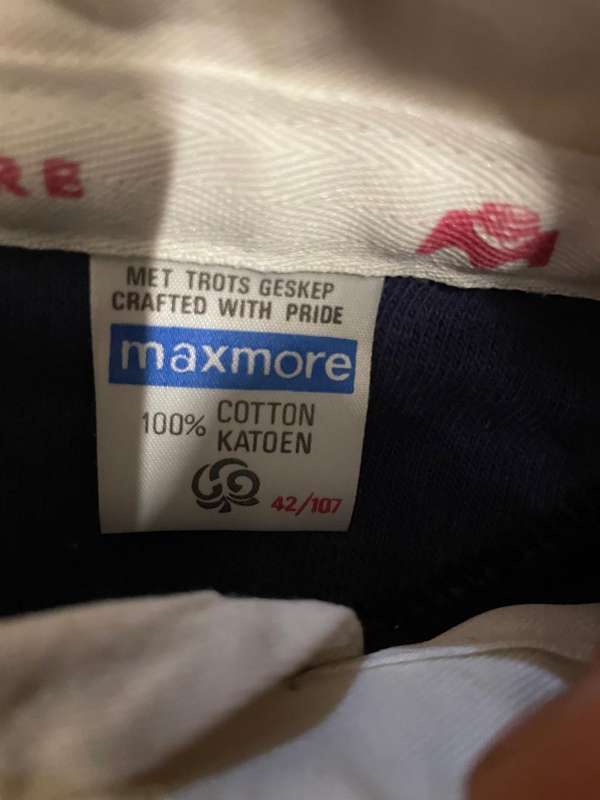 RE
MET TROTS GESKEP
CRAFTED WITH PRIDE
maxmore
100% COTTON
KATOEN
42/107